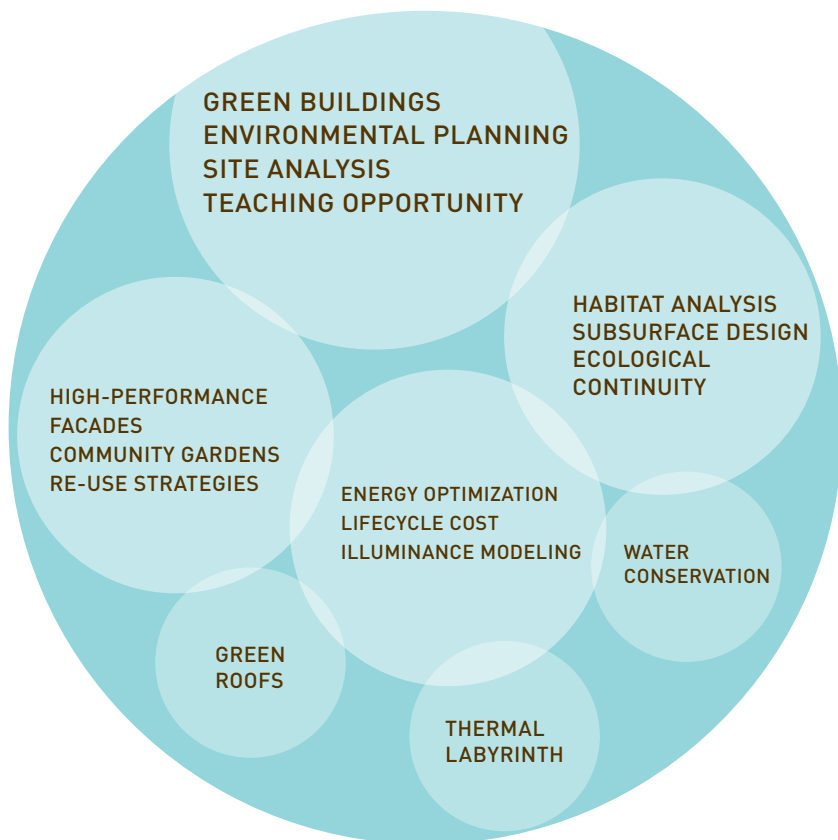 GREEN BUILDINGS
ENVIRONMENTAL PLANNING
SITE ANALYSIS
TEACHING OPPORTUNITY
HABITAT ANALYSIS
SUBSURFACE DESIGN
ECOLOGICAL
CONTINUITY
HIGH-PERFORMANCE
FACADES
COMMUNITY GARDENS
RE-USE STRATEGIES
ENERGY OPTIMIZATION
LIFECYCLE COST
ILLUMINANCE MODELING
WATER
CONSERVATION
GREEN
ROOFS
THERMAL
LABYRINTH